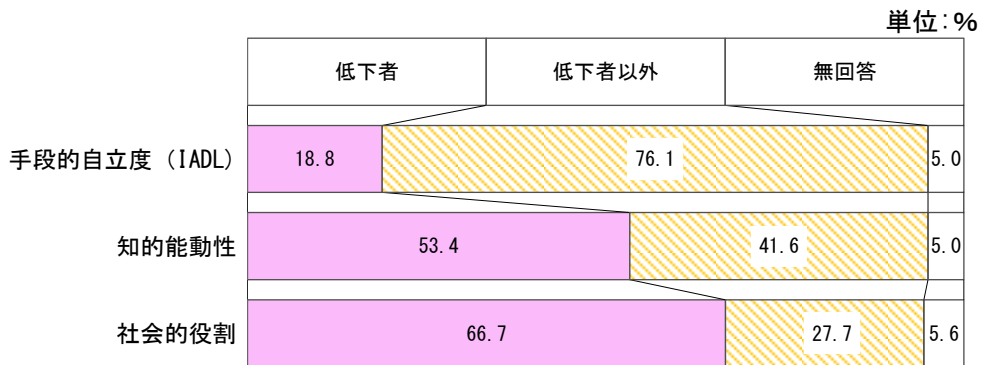 単位：％
低下者 低下者以外 無回答
手段的自立度（IADL） 18.8 76.1 5.0
知的能動性 53.4 41.6 5.0
社会的役割 66.7 27.7 5.6